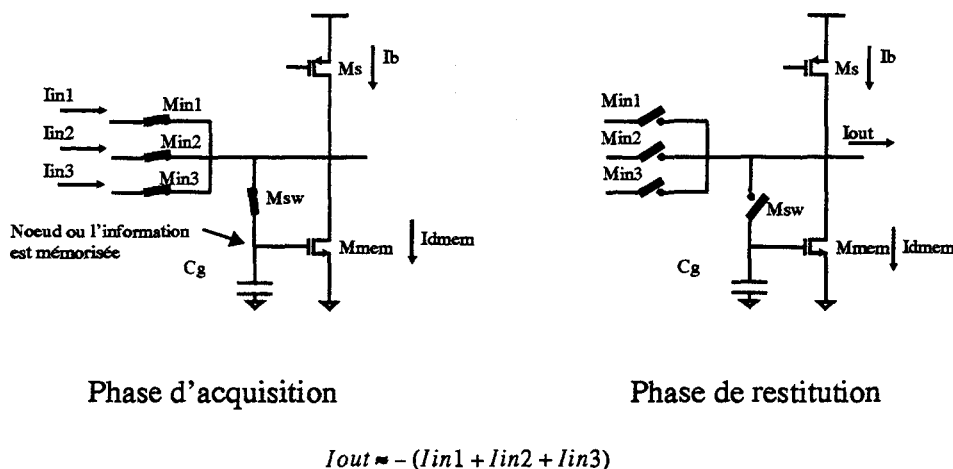 Ms
Ib
Iin1
Min1
Iin2
Min2
Iin3
Min3
Msw
Noeud ou l'information
est mémorisée
Mmem
Idmem
Cg
Phase d'acquisition
Ms
Ib
Min1
Min2
Min3
Iout
Msw
Mmem
Idmem
Cg
Phase de restitution
Iout ≈ - (Iin1 + Iin2 + Iin3)